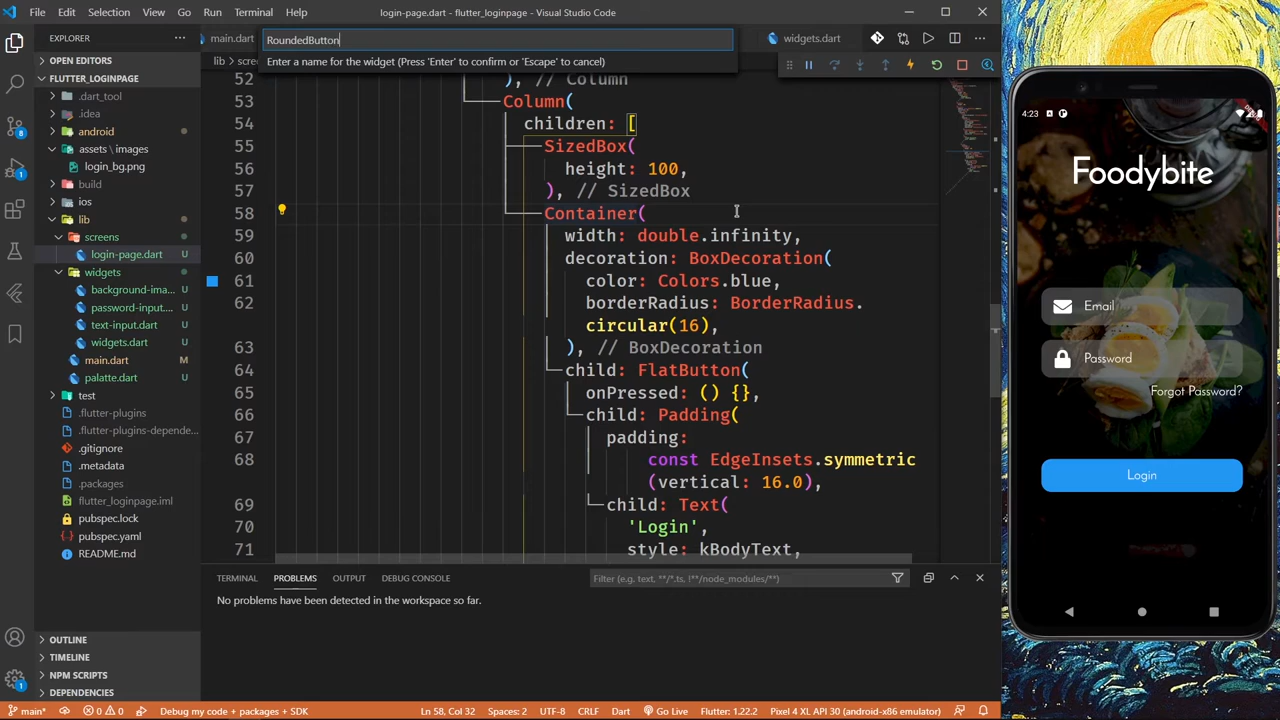 File Edit Selection View Go Run Terminal Help
login-page.dart - flutter_loginpage - Visual Studio Code
EXPLORER
OPEN EDITORS
FLUTTER_LOGINPAGE
.dart_tool
.idea
android
assets \ images
login_bg.png
build
ios
lib
screens
login-page.dart U
widgets
background-ima... U
password-input.... U
text-input.dart U
widgets.dart U
main.dart M
palatte.dart U
test
.flutter-plugins
.flutter-plugins-depende...
.gitignore
.metadata
.packages
flutter_loginpage.iml
pubspec.lock
pubspec.yaml
README.md
OUTLINE
TIMELINE
NPM SCRIPTS
DEPENDENCIES
8
1
main.dart
RoundedButton
widgets.dart
Enter a name for the widget (Press 'Enter' to confirm or 'Escape' to cancel)
lib > scree
52 ), // Column
53 Column(
54 children: [
55 SizedBox(
56 height: 100,
57 ), // SizedBox
58 Container(
59 width: double.infinity,
60 decoration: BoxDecoration(
61 color: Colors.blue,
62 borderRadius: BorderRadius.
circular(16),
63 ), // BoxDecoration
64 child: FlatButton(
65 onPressed: () {},
66 child: Padding(
67 padding:
68 const EdgeInsets.symmetric
(vertical: 16.0),
69 child: Text(
70 'Login',
71 style: kBodyText,
TERMINAL PROBLEMS OUTPUT DEBUG CONSOLE
Filter (e.g. text, **/*.ts, !**/node_modules/**)
No problems have been detected in the workspace so far.
main* 0 0 Debug my code + packages + SDK
Ln 58, Col 32 Spaces: 2 UTF-8 CRLF Dart Go Live Flutter: 1.22.2 Pixel 4 XL API 30 (android-x86 emulator)
4:23
Foodybite
Email
Password
Forgot Password?
Login